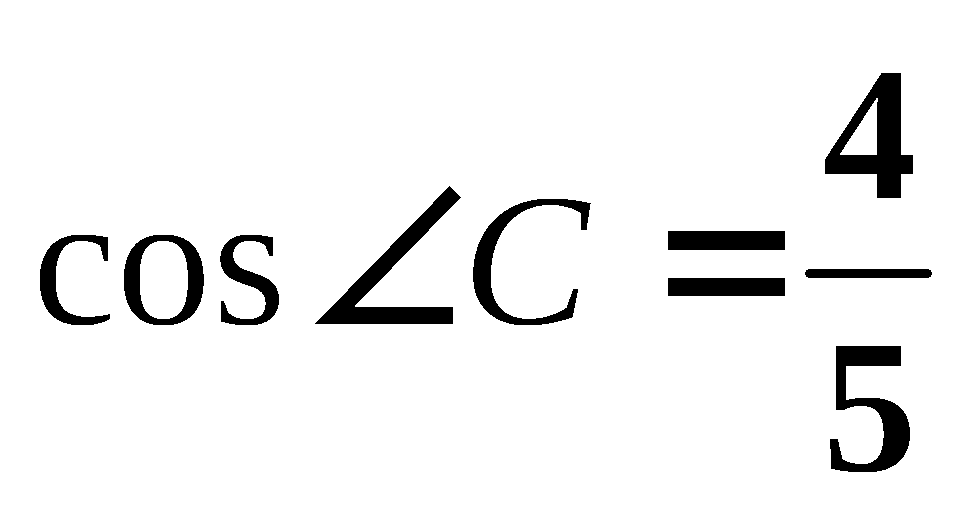 cos ∠C = 4/5